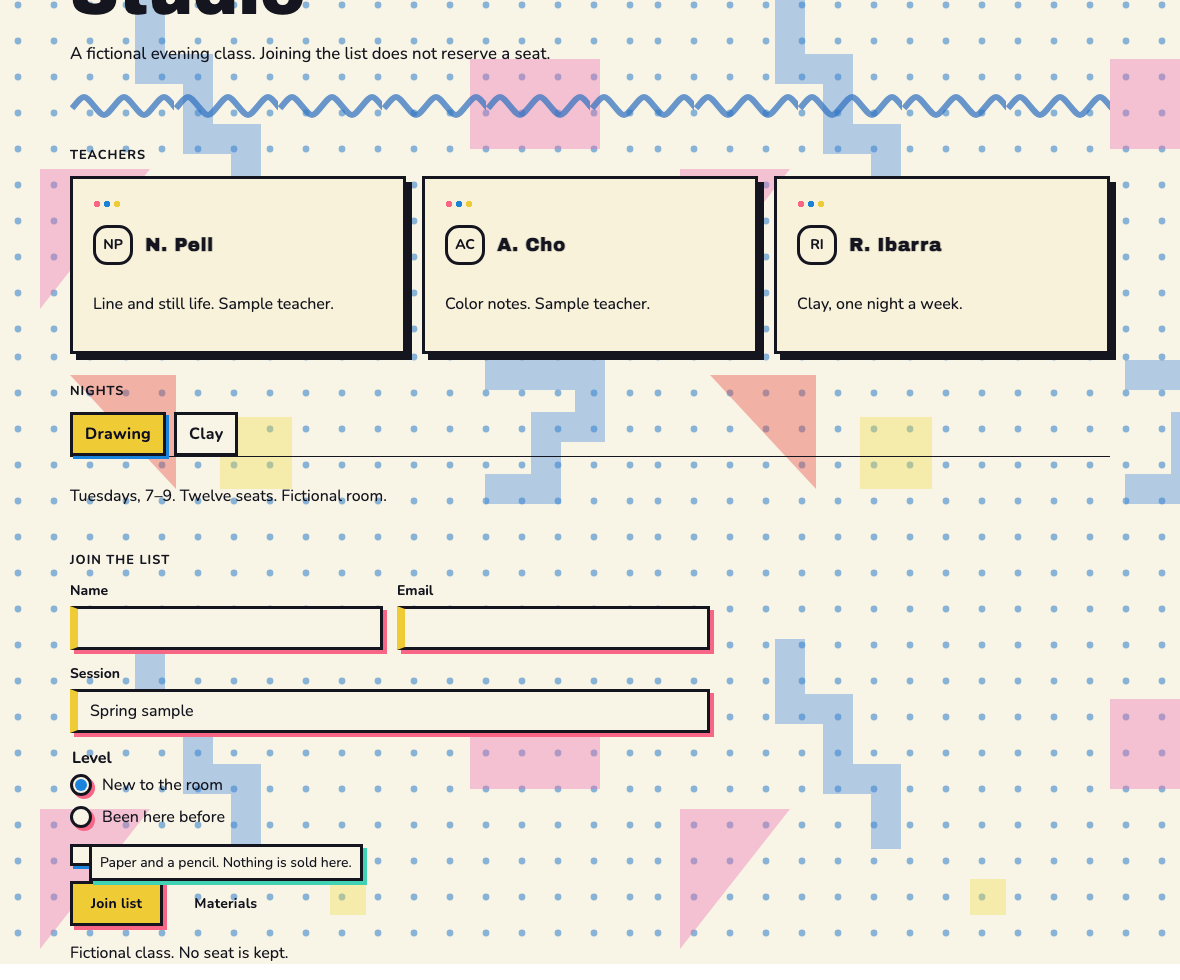 Studio
A fictional evening class. Joining the list does not reserve a seat.
TEACHERS
NP N. Pell
Line and still life. Sample teacher.
AC A. Cho
Color notes. Sample teacher.
RI R. Ibarra
Clay, one night a week.
NIGHTS
Drawing Clay
Tuesdays, 7–9. Twelve seats. Fictional room.
JOIN THE LIST
Name Email
Session
Spring sample
Level
New to the room
Been here before
Paper and a pencil. Nothing is sold here.
Join list Materials
Fictional class. No seat is kept.